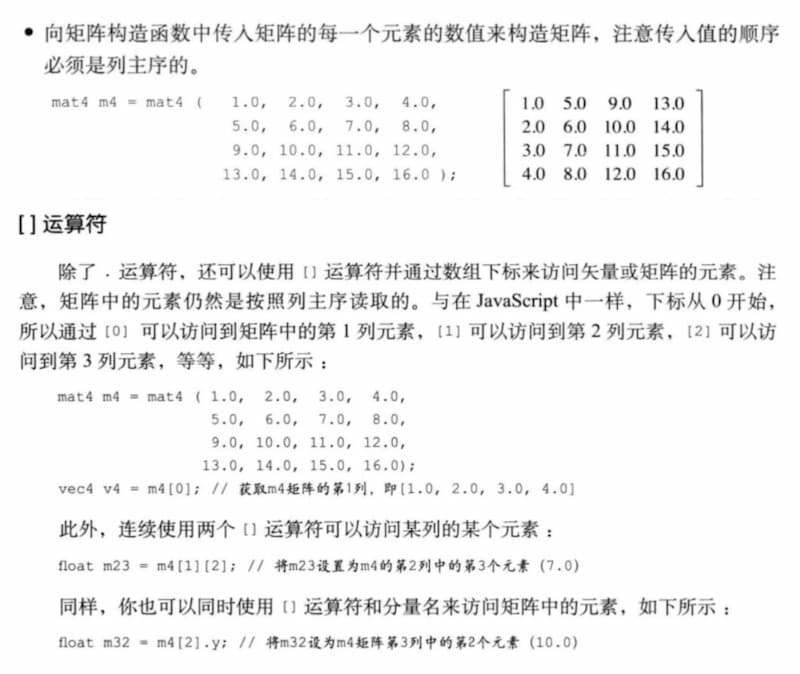 • 向矩阵构造函数中传入矩阵的每一个元素的数值来构造矩阵，注意传入值的顺序
必须是列主序的。
mat4 m4 = mat4 ( 1.0, 2.0, 3.0, 4.0,
5.0, 6.0, 7.0, 8.0,
9.0, 10.0, 11.0, 12.0,
13.0, 14.0, 15.0, 16.0 );
1.0 5.0 9.0 13.0
2.0 6.0 10.0 14.0
3.0 7.0 11.0 15.0
4.0 8.0 12.0 16.0
[ ] 运算符
除了 . 运算符，还可以使用 [] 运算符并通过数组下标来访问矢量或矩阵的元素。注
意，矩阵中的元素仍然是按照列主序读取的。与在 JavaScript 中一样，下标从 0 开始，
所以通过 [0] 可以访问到矩阵中的第 1 列元素，[1] 可以访问到第 2 列元素，[2] 可以访
问到第 3 列元素，等等，如下所示：
mat4 m4 = mat4 ( 1.0, 2.0, 3.0, 4.0,
5.0, 6.0, 7.0, 8.0,
9.0, 10.0, 11.0, 12.0,
13.0, 14.0, 15.0, 16.0);
vec4 v4 = m4[0]; // 获取m4矩阵的第1列，即[1.0, 2.0, 3.0, 4.0]
此外，连续使用两个 [] 运算符可以访问某列的某个元素：
float m23 = m4[1][2]; // 将m23设置为m4的第2列中的第3个元素 (7.0)
同样，你也可以同时使用 [] 运算符和分量名来访问矩阵中的元素，如下所示：
float m32 = m4[2].y; // 将m32设为m4矩阵第3列中的第2个元素 (10.0)